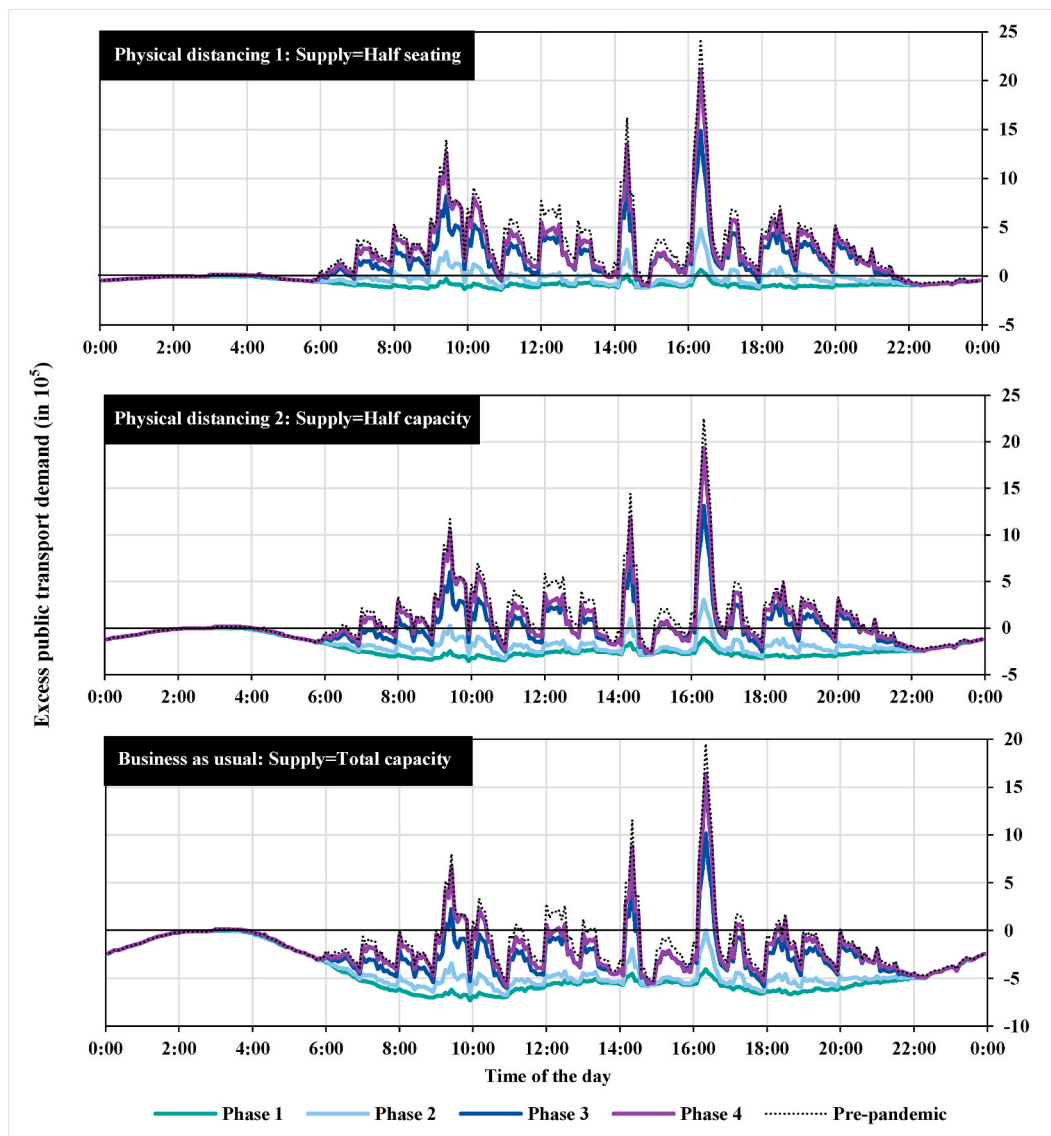 Physical distancing 1: Supply=Half seating
25
20
15
10
5
0
-5
0:00 2:00 4:00 6:00 8:00 10:00 12:00 14:00 16:00 18:00 20:00 22:00 0:00
Excess public transport demand (in 10⁵)
Physical distancing 2: Supply=Half capacity
25
20
15
10
5
0
-5
0:00 2:00 4:00 6:00 8:00 10:00 12:00 14:00 16:00 18:00 20:00 22:00 0:00
Business as usual: Supply=Total capacity
20
15
10
5
0
-5
-10
0:00 2:00 4:00 6:00 8:00 10:00 12:00 14:00 16:00 18:00 20:00 22:00 0:00
Time of the day
Phase 1 Phase 2 Phase 3 Phase 4 Pre-pandemic